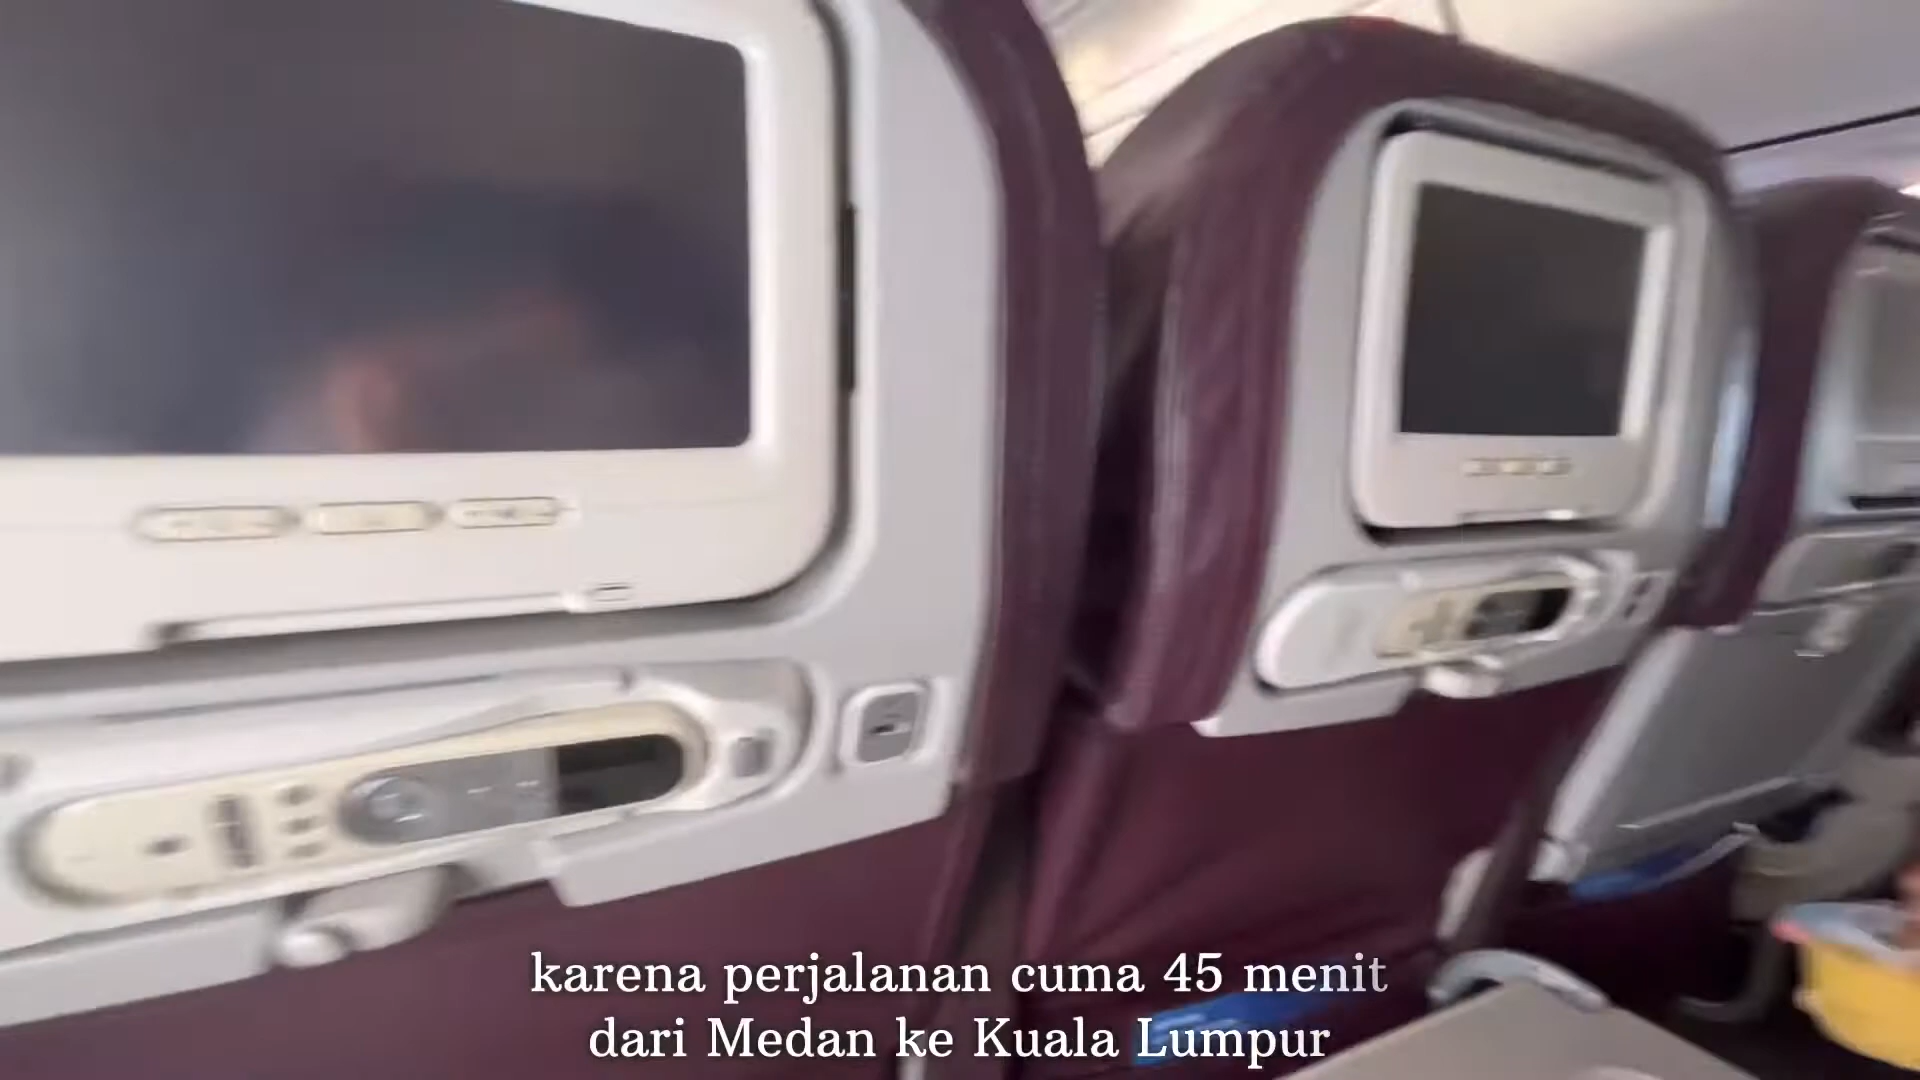 karena perjalanan cuma 45 menit
dari Medan ke Kuala Lumpur